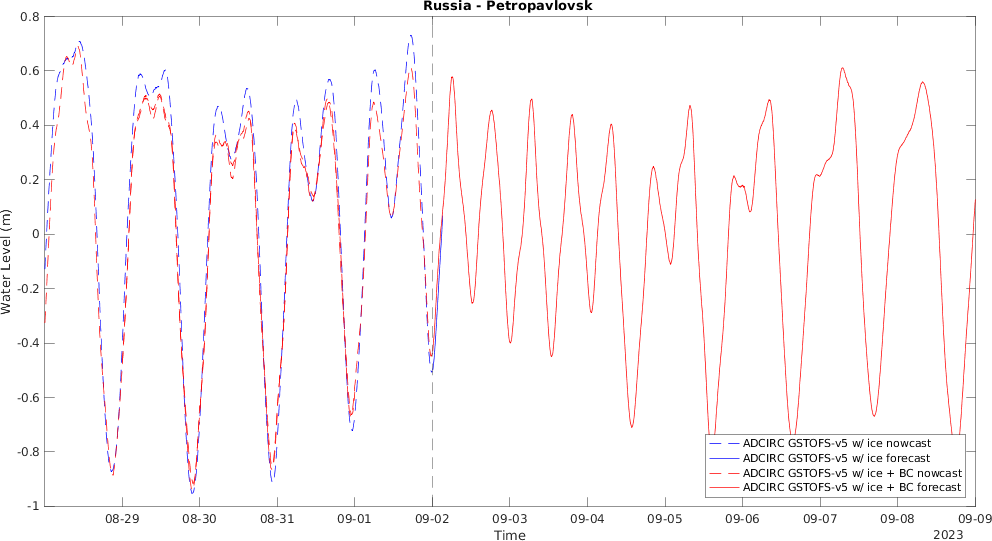 Russia - Petropavlovsk
Water Level (m)
0.8
0.6
0.4
0.2
0
-0.2
-0.4
-0.6
-0.8
-1
ADCIRC GSTOFS-v5 w/ ice nowcast
ADCIRC GSTOFS-v5 w/ ice forecast
ADCIRC GSTOFS-v5 w/ ice + BC nowcast
ADCIRC GSTOFS-v5 w/ ice + BC forecast
08-29 08-30 08-31 09-01 09-02 09-03 09-04 09-05 09-06 09-07 09-08 09-09
Time
2023